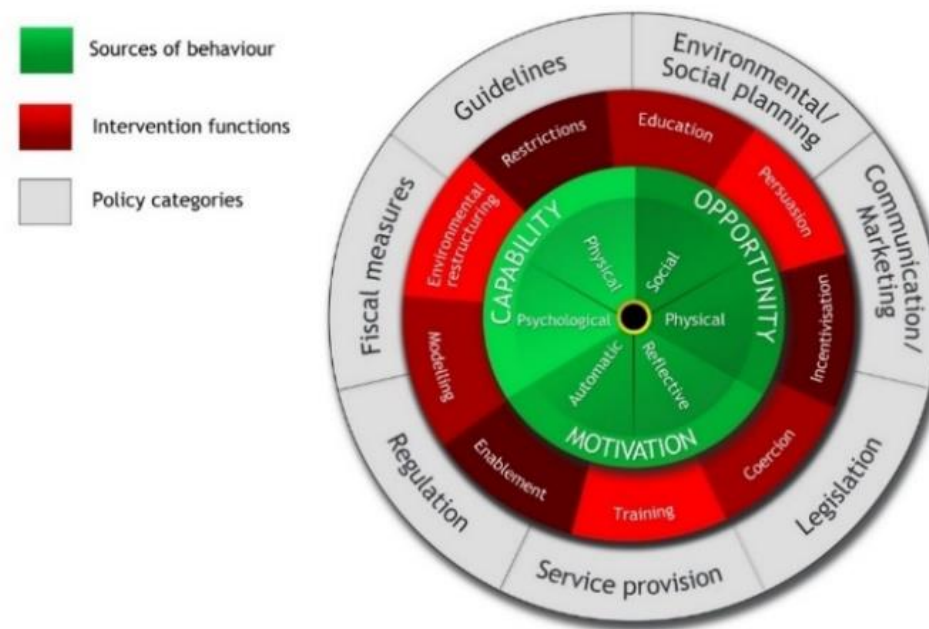 Sources of behaviour
Intervention functions
Policy categories
Guidelines
Environmental/
Social planning
Communication/
Marketing
Legislation
Service provision
Regulation
Fiscal measures
Restrictions
Education
Persuasion
Incentivisation
Coercion
Training
Enablement
Modelling
Environmental
restructuring
CAPABILITY
OPPORTUNITY
MOTIVATION
Physical
Social
Physical
Reflective
Automatic
Psychological